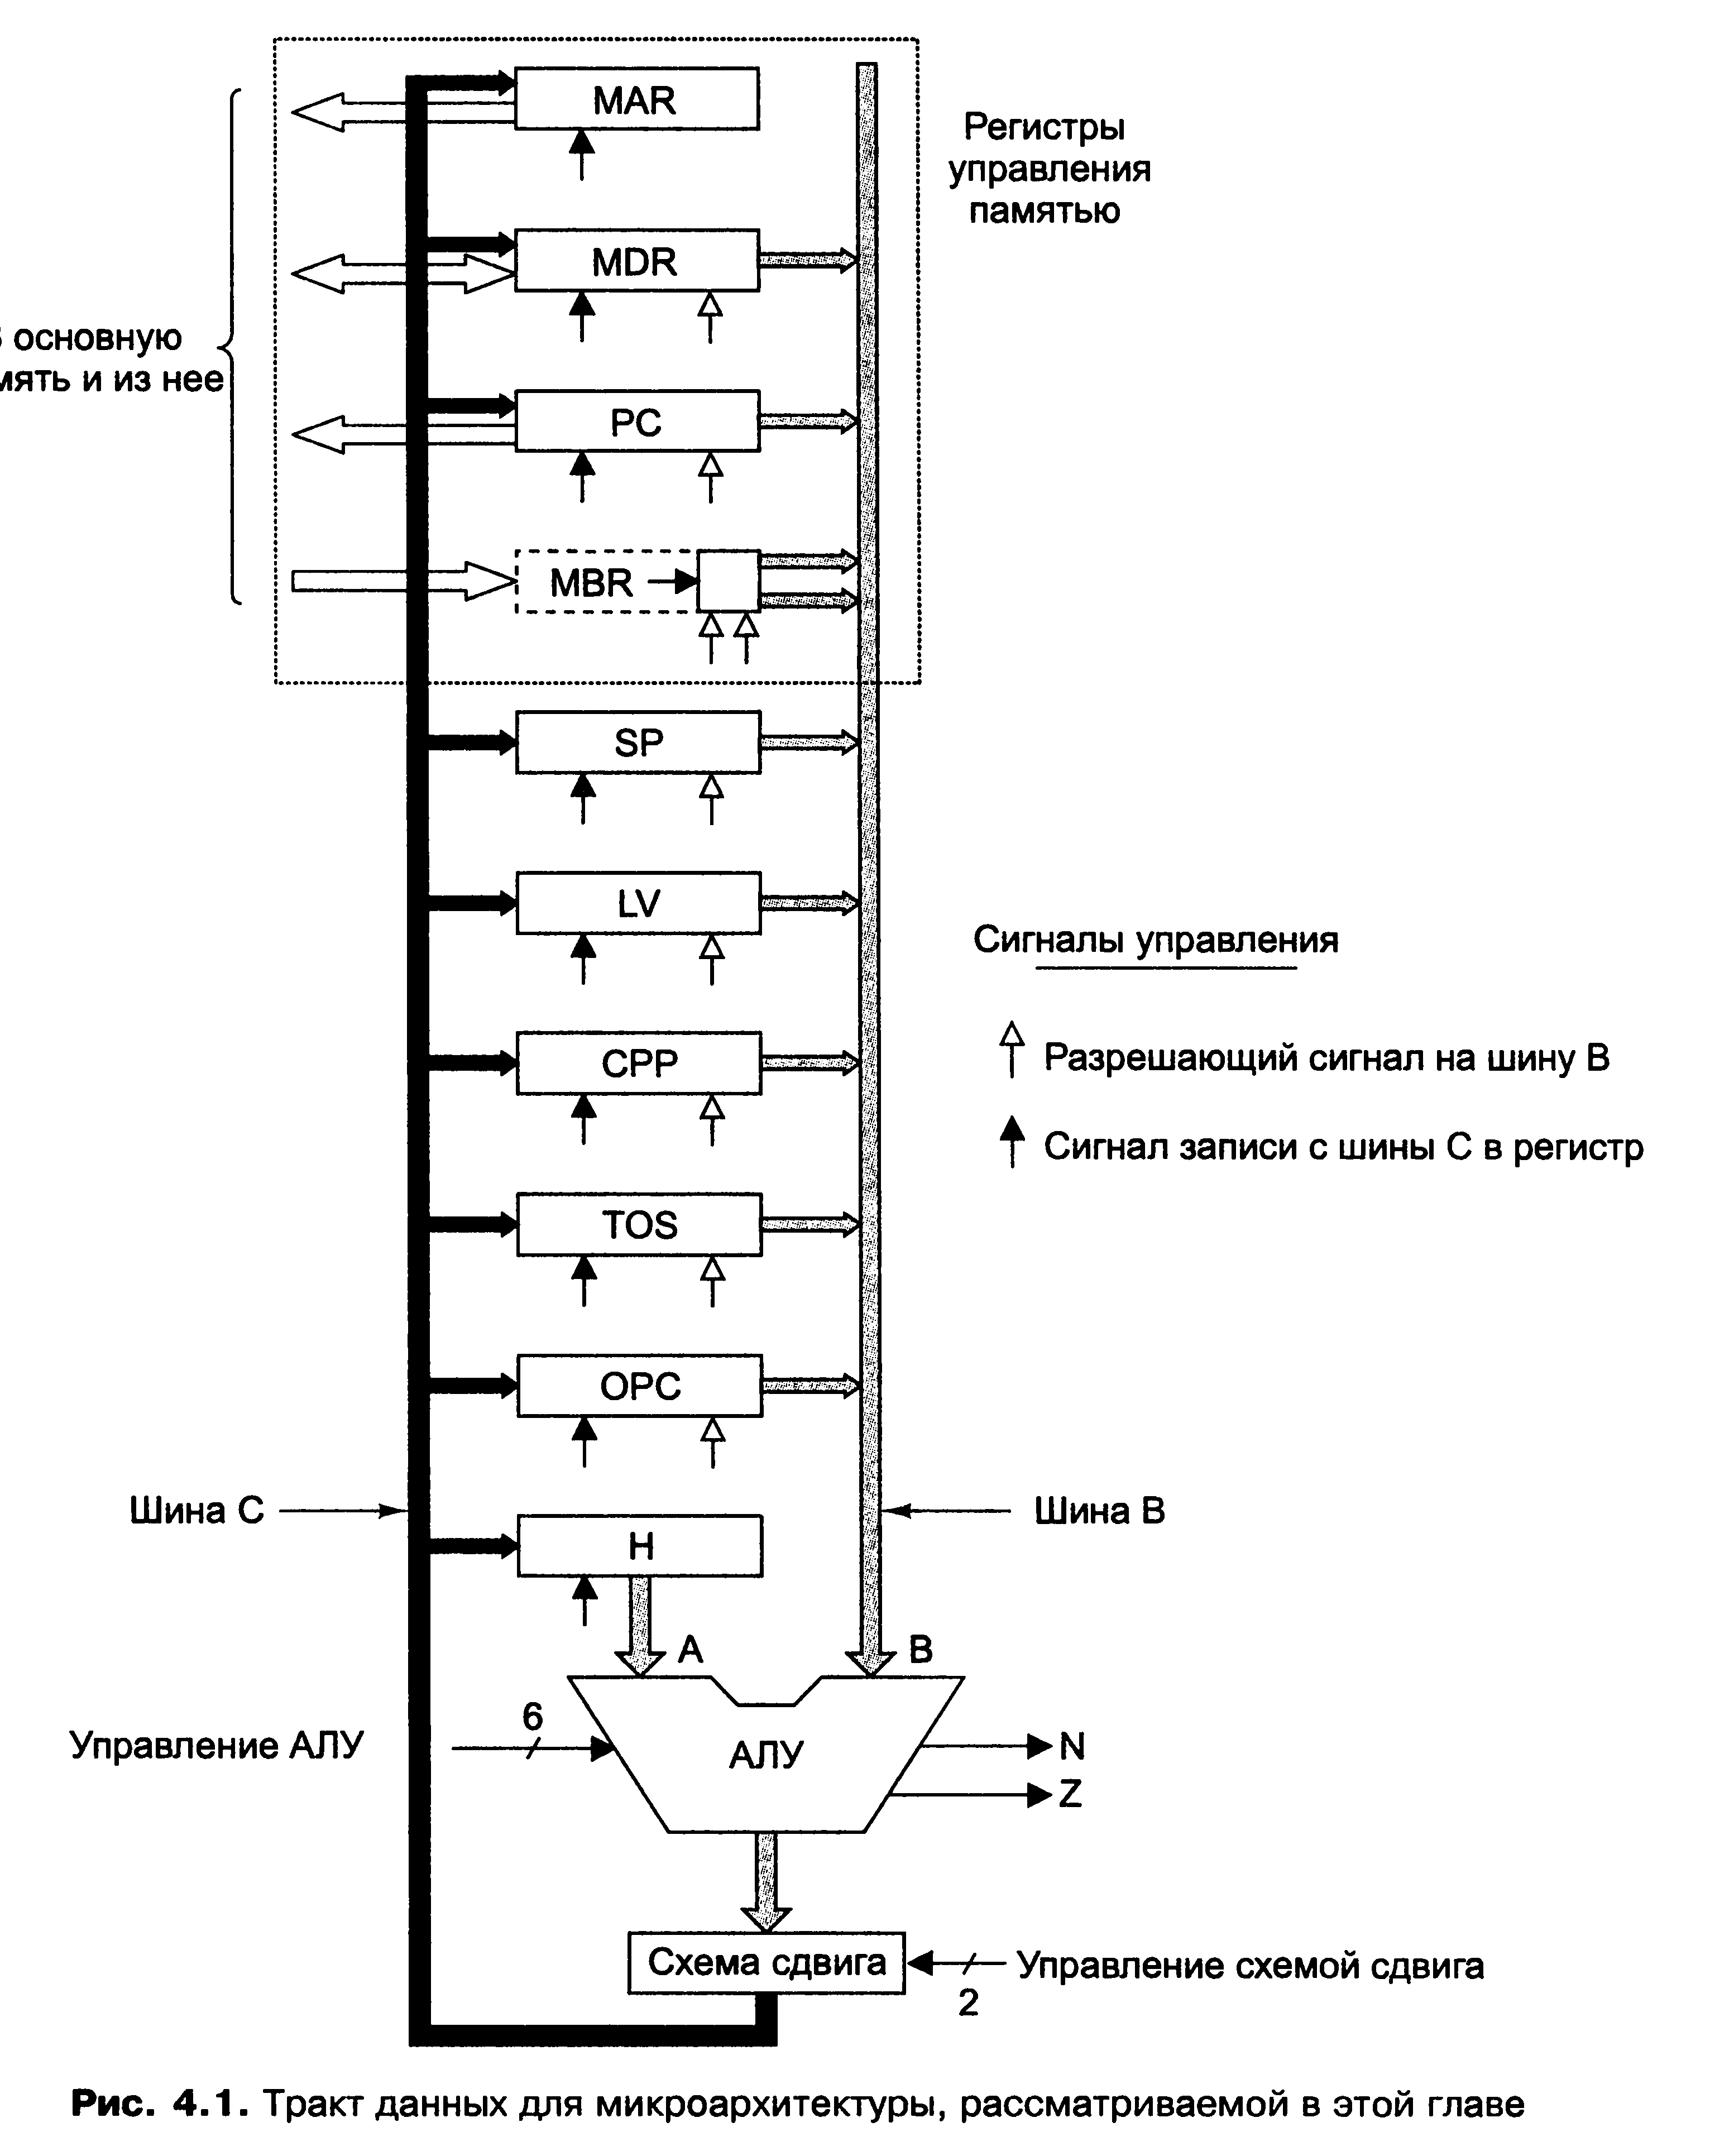 MAR
Регистры
управления
памятью
MDR
основную
и из нее
PC
MBR
SP
LV
Сигналы управления
CPP
Разрешающий сигнал на шину B
Сигнал записи с шины C в регистр
TOS
OPC
Шина C
Шина B
H
A
B
6
Управление АЛУ
АЛУ
N
Z
Схема сдвига
Управление схемой сдвига
2
Рис. 4.1. Тракт данных для микроархитектуры, рассматриваемой в этой главе